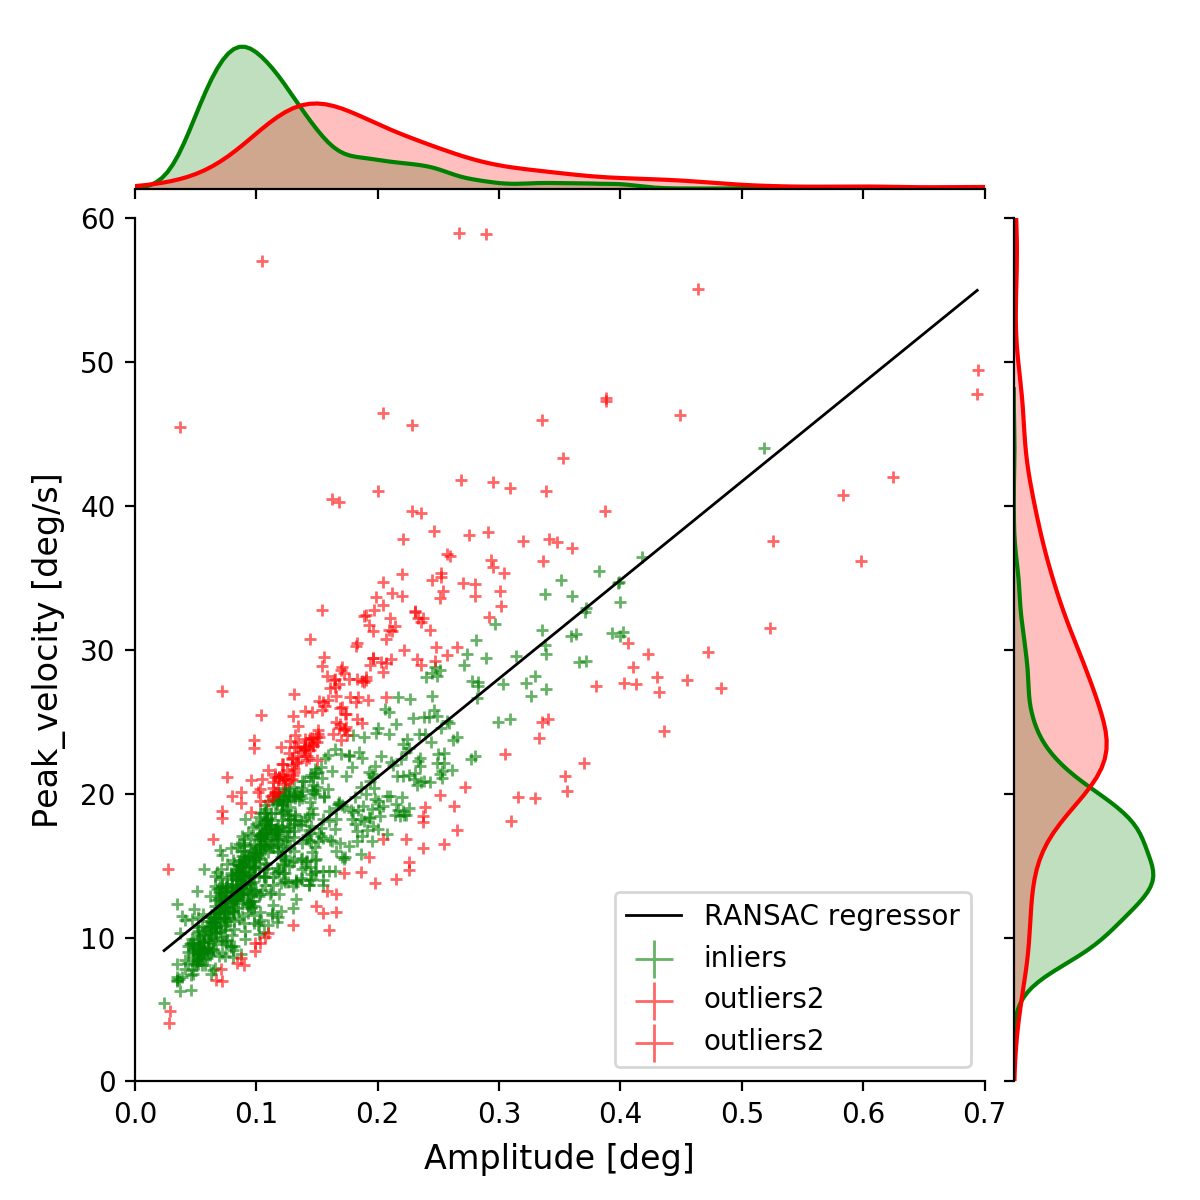 60
50
40
30
20
10
0
Peak_velocity [deg/s]
RANSAC regressor
inliers
outliers2
outliers2
0.0 0.1 0.2 0.3 0.4 0.5 0.6 0.7
Amplitude [deg]